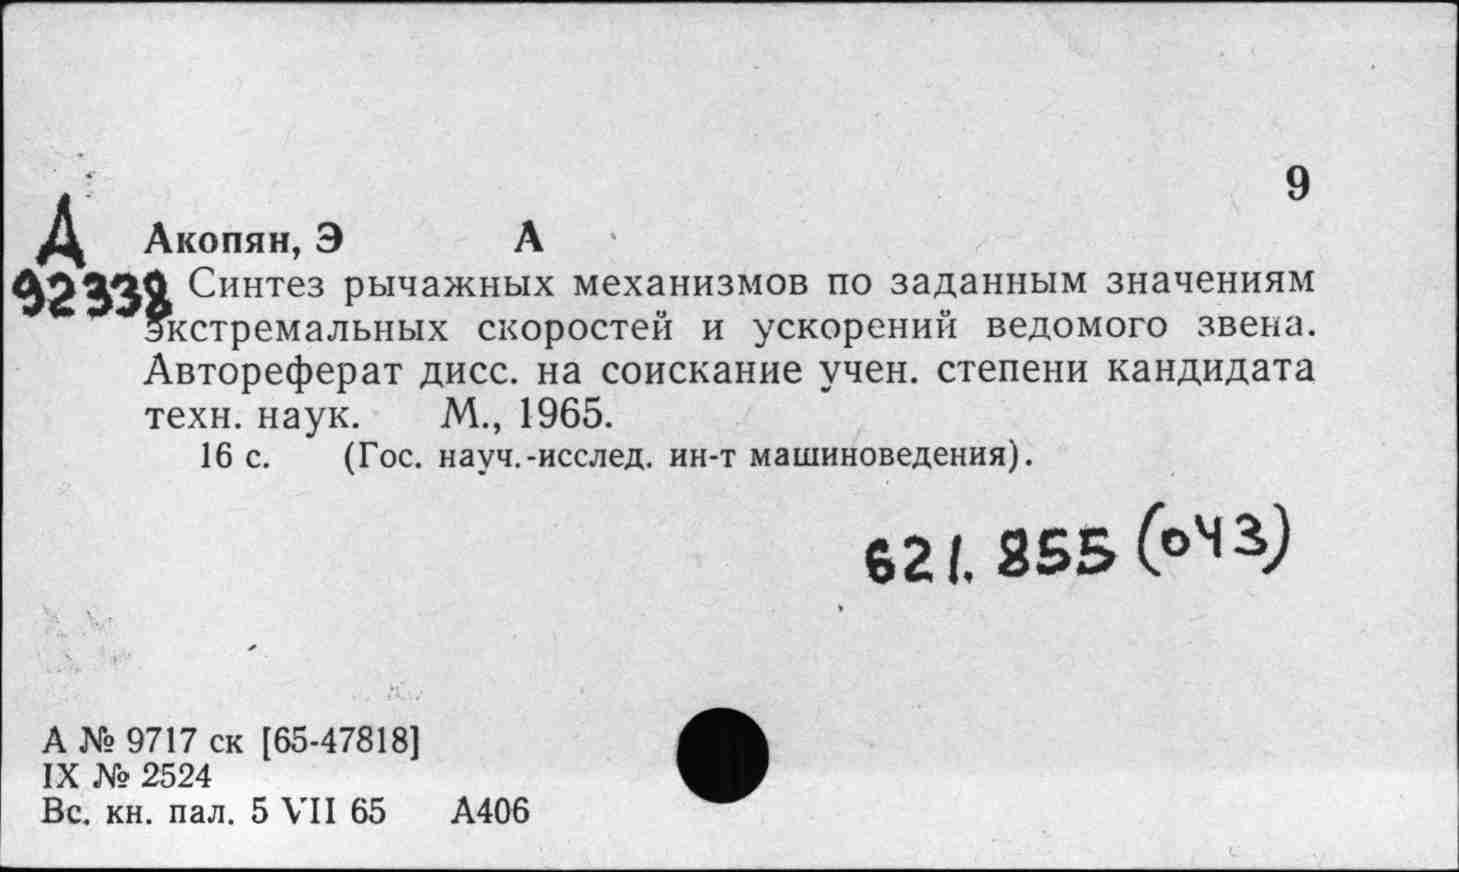 9
Д Акопян, Э А
92338 Синтез рычажных механизмов по заданным значениям
экстремальных скоростей и ускорений ведомого звена.
Автореферат дисс. на соискание учен. степени кандидата
техн. наук. М., 1965.
16 с. (Гос. науч.-исслед. ин-т машиноведения).
621.855 (043)
А № 9717 ск [65-47818]
IX № 2524
Вс. кн. пал. 5 VII 65 А406